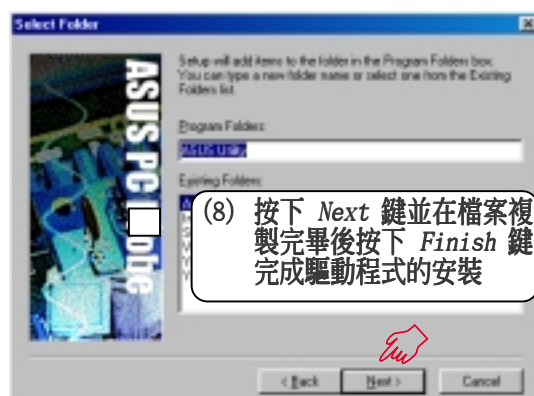 Select Folder
Setup will add items to the folder in the Program Folders box.
You can type a new folder name or select one from the Existing
Folders list.
Program Folders:
ASUS Utility
Existing Folders:
(8) 按下 Next 鍵並在檔案複
製完畢後按下 Finish 鍵
完成驅動程式的安裝
ASUS PC
< Back
Next >
Cancel